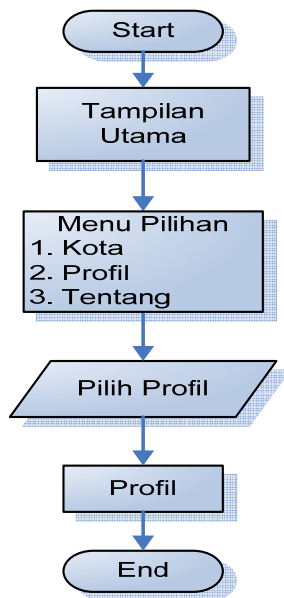 Start
Tampilan
Utama
Menu Pilihan
1. Kota
2. Profil
3. Tentang
Pilih Profil
Profil
End